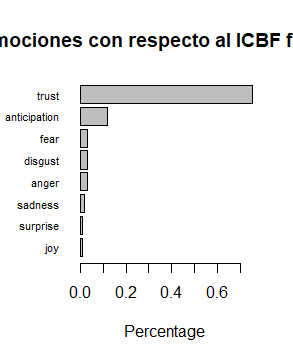 mociones con respecto al ICBF f
trust
anticipation
fear
disgust
anger
sadness
surprise
joy
0.0 0.2 0.4 0.6
Percentage